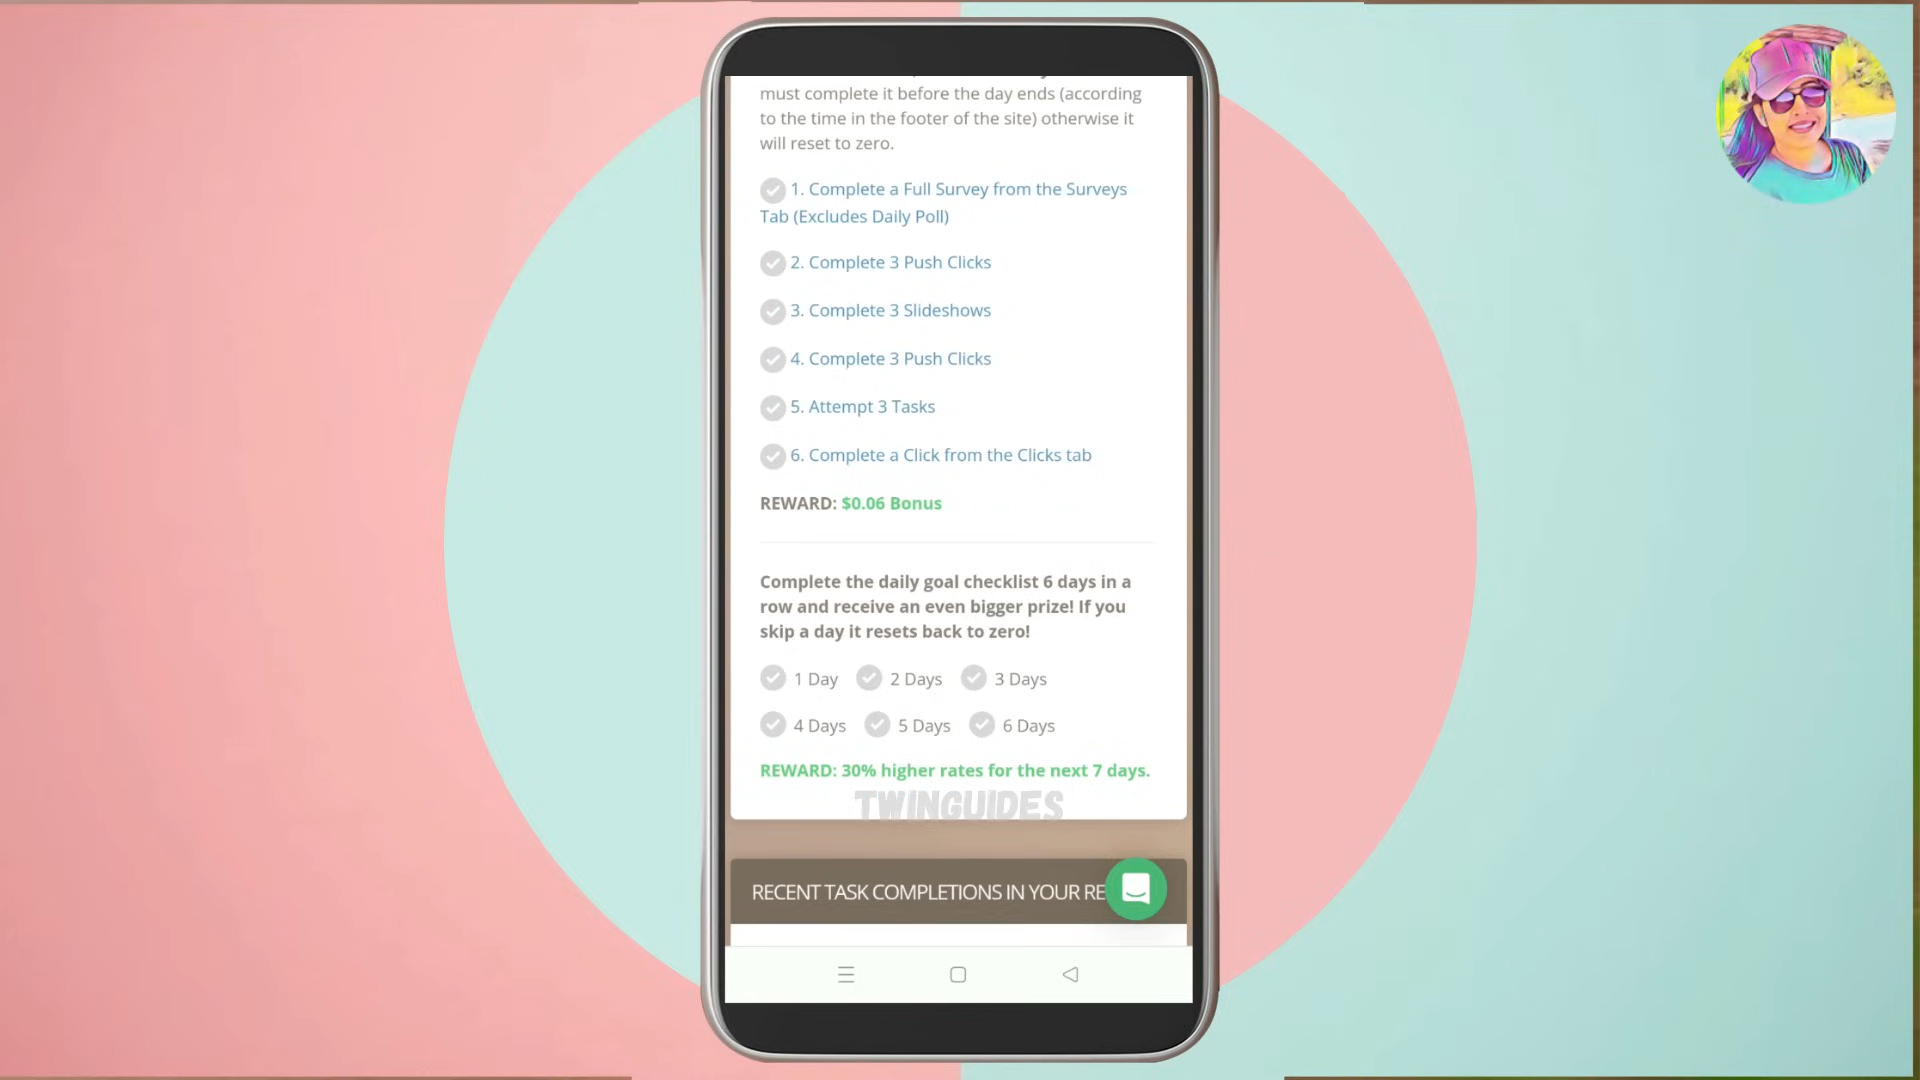 must complete it before the day ends (according
to the time in the footer of the site) otherwise it
will reset to zero.
1. Complete a Full Survey from the Surveys
Tab (Excludes Daily Poll)
2. Complete 3 Push Clicks
3. Complete 3 Slideshows
4. Complete 3 Push Clicks
5. Attempt 3 Tasks
6. Complete a Click from the Clicks tab
REWARD: $0.06 Bonus
Complete the daily goal checklist 6 days in a
row and receive an even bigger prize! If you
skip a day it resets back to zero!
1 Day 2 Days 3 Days
4 Days 5 Days 6 Days
REWARD: 30% higher rates for the next 7 days.
TWINGUIDES
RECENT TASK COMPLETIONS IN YOUR RE